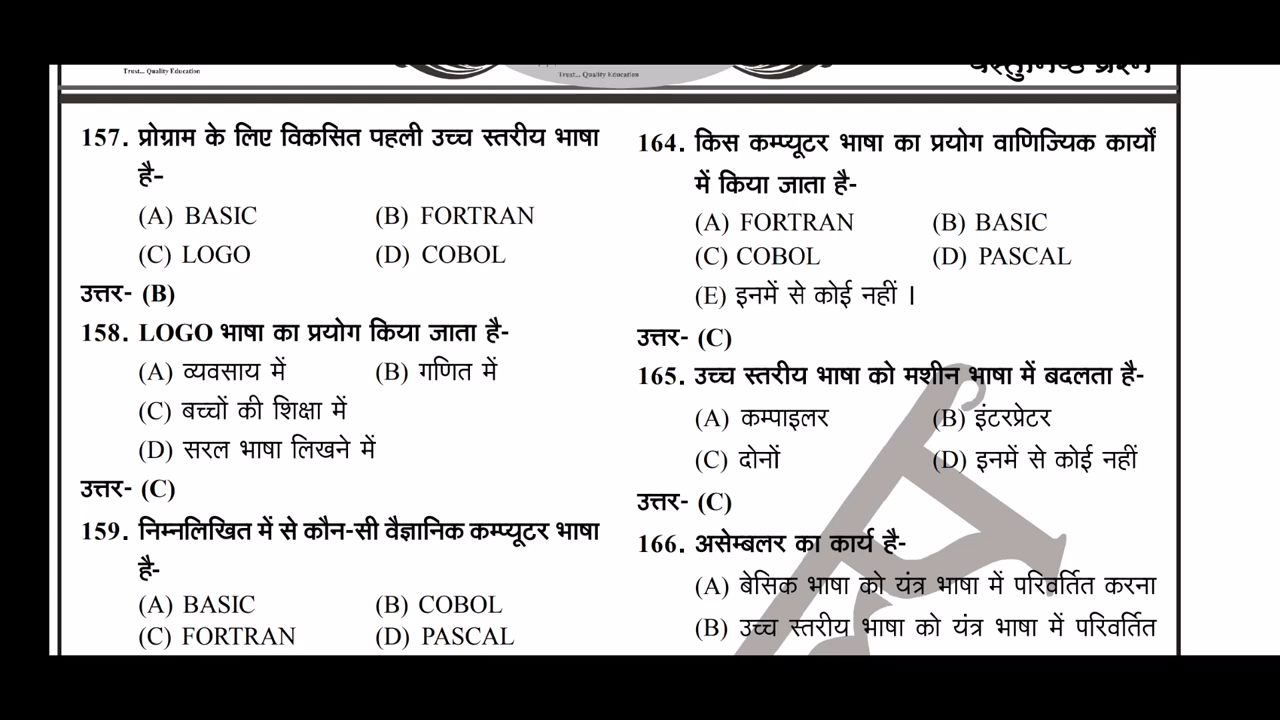 Trust... Quality Education
Trust... Quality Education
वस्तुनिष्ठ प्रश्न
157. प्रोग्राम के लिए विकसित पहली उच्च स्तरीय भाषा
है-
(A) BASIC (B) FORTRAN
(C) LOGO (D) COBOL
उत्तर- (B)
158. LOGO भाषा का प्रयोग किया जाता है-
(A) व्यवसाय में (B) गणित में
(C) बच्चों की शिक्षा में
(D) सरल भाषा लिखने में
उत्तर- (C)
159. निम्नलिखित में से कौन-सी वैज्ञानिक कम्प्यूटर भाषा
है-
(A) BASIC (B) COBOL
(C) FORTRAN (D) PASCAL
164. किस कम्प्यूटर भाषा का प्रयोग वाणिज्यिक कार्यों
में किया जाता है-
(A) FORTRAN (B) BASIC
(C) COBOL (D) PASCAL
(E) इनमें से कोई नहीं ।
उत्तर- (C)
165. उच्च स्तरीय भाषा को मशीन भाषा में बदलता है-
(A) कम्पाइलर (B) इंटरप्रेटर
(C) दोनों (D) इनमें से कोई नहीं
उत्तर- (C)
166. असेम्बलर का कार्य है-
(A) बेसिक भाषा को यंत्र भाषा में परिवर्तित करना
(B) उच्च स्तरीय भाषा को यंत्र भाषा में परिवर्तित